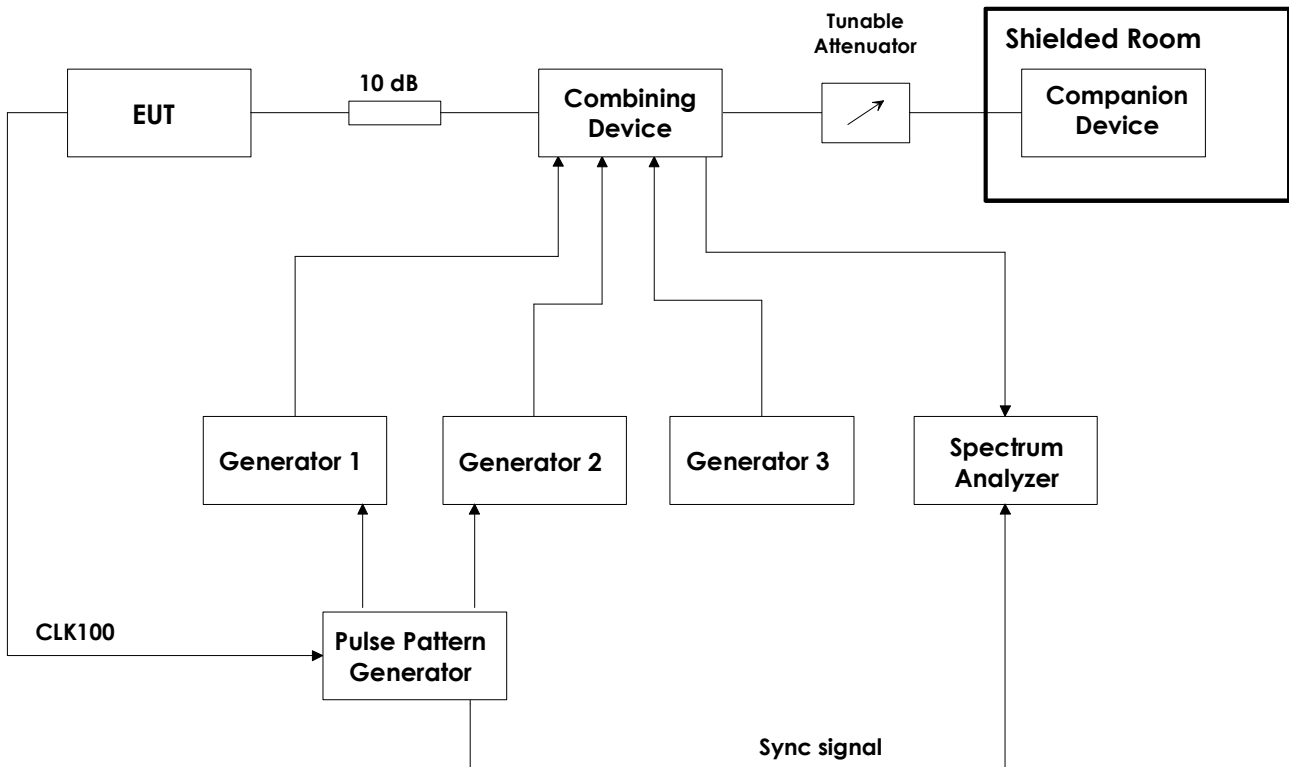 Tunable
Attenuator
Shielded Room
EUT
10 dB
Combining
Device
Companion
Device
Generator 1
Generator 2
Generator 3
Spectrum
Analyzer
CLK100
Pulse Pattern
Generator
Sync signal